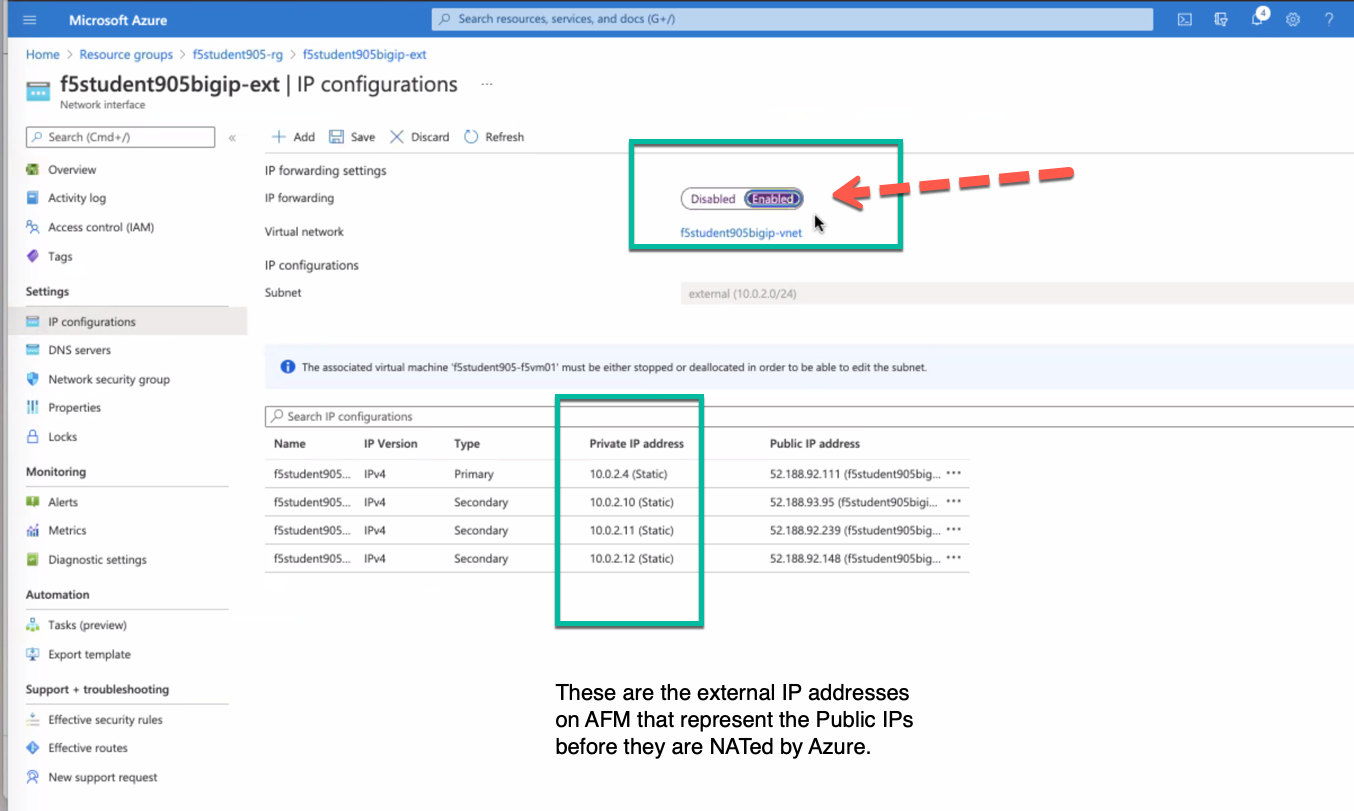 Microsoft Azure
Search resources, services, and docs (G+/)
4
?
Home > Resource groups > f5student905-rg > f5student905bigip-ext
f5student905bigip-ext | IP configurations ...
Network interface
Search (Cmd+/)
«
Add Save Discard Refresh
Overview
Activity log
Access control (IAM)
Tags
Settings
IP configurations
DNS servers
Network security group
Properties
Locks
Monitoring
Alerts
Metrics
Diagnostic settings
Automation
Tasks (preview)
Export template
Support + troubleshooting
Effective security rules
Effective routes
New support request
IP forwarding settings
IP forwarding Disabled Enabled
Virtual network f5student905bigip-vnet
IP configurations
Subnet external (10.0.2.0/24)
The associated virtual machine 'f5student905-f5vm01' must be either stopped or deallocated in order to be able to edit the subnet.
Search IP configurations
Name IP Version Type Private IP address Public IP address
f5student905... IPv4 Primary 10.0.2.4 (Static) 52.188.92.111 (f5student905big... ...
f5student905... IPv4 Secondary 10.0.2.10 (Static) 52.188.93.95 (f5student905bigi... ...
f5student905... IPv4 Secondary 10.0.2.11 (Static) 52.188.92.239 (f5student905big... ...
f5student905... IPv4 Secondary 10.0.2.12 (Static) 52.188.92.148 (f5student905big... ...
These are the external IP addresses
on AFM that represent the Public IPs
before they are NATed by Azure.